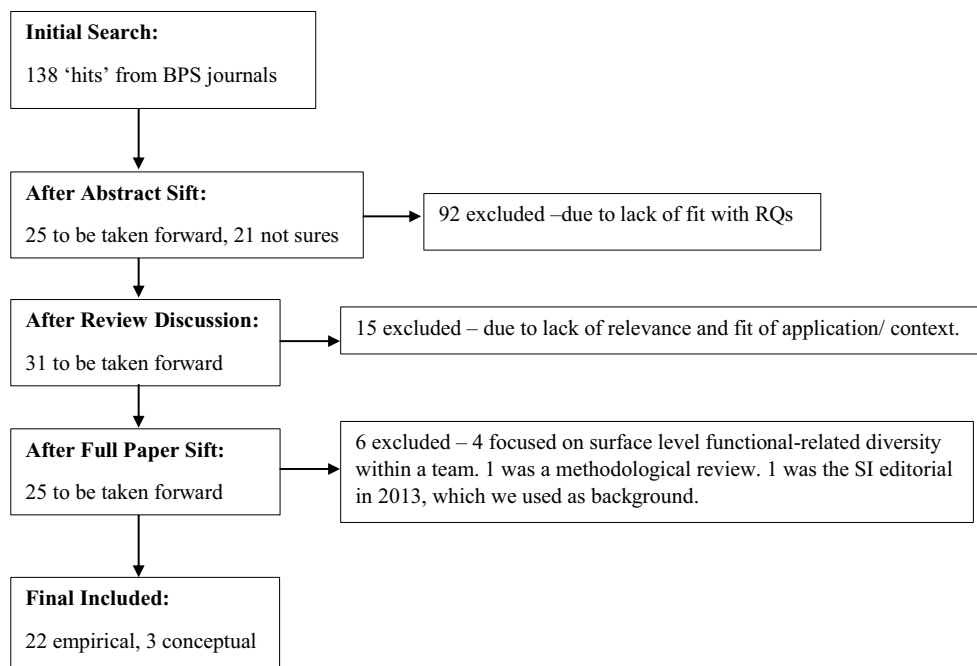 Initial Search:
138 ‘hits’ from BPS journals
After Abstract Sift:
25 to be taken forward, 21 not sures
92 excluded –due to lack of fit with RQs
After Review Discussion:
31 to be taken forward
15 excluded – due to lack of relevance and fit of application/ context.
After Full Paper Sift:
25 to be taken forward
6 excluded – 4 focused on surface level functional-related diversity
within a team. 1 was a methodological review. 1 was the SI editorial
in 2013, which we used as background.
Final Included:
22 empirical, 3 conceptual